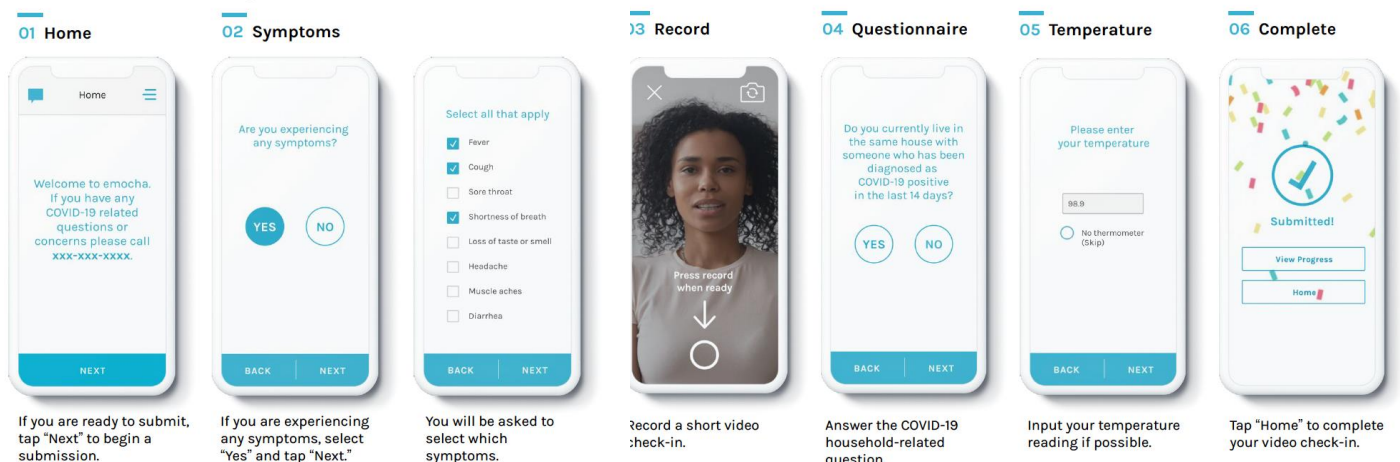 01 Home
Home
Welcome to emocha.
If you have any
COVID-19 related
questions or
concerns please call
xxx-xxx-xxxx.
NEXT
If you are ready to submit,
tap “Next” to begin a
submission.
02 Symptoms
Are you experiencing
any symptoms?
YES
NO
BACK
NEXT
If you are experiencing
any symptoms, select
“Yes” and tap “Next.”
Select all that apply
Fever
Cough
Sore throat
Shortness of breath
Loss of taste or smell
Headache
Muscle aches
Diarrhea
BACK
NEXT
You will be asked to
select which
symptoms.
03 Record
Press record
when ready
Record a short video
check-in.
04 Questionnaire
Do you currently live in
the same house with
someone who has been
diagnosed as
COVID-19 positive
in the last 14 days?
YES
NO
BACK
NEXT
Answer the COVID-19
household-related
question.
05 Temperature
Please enter
your temperature
98.9
No thermometer
(Skip)
BACK
NEXT
Input your temperature
reading if possible.
06 Complete
Submitted!
View Progress
Home
Tap “Home” to complete
your video check-in.